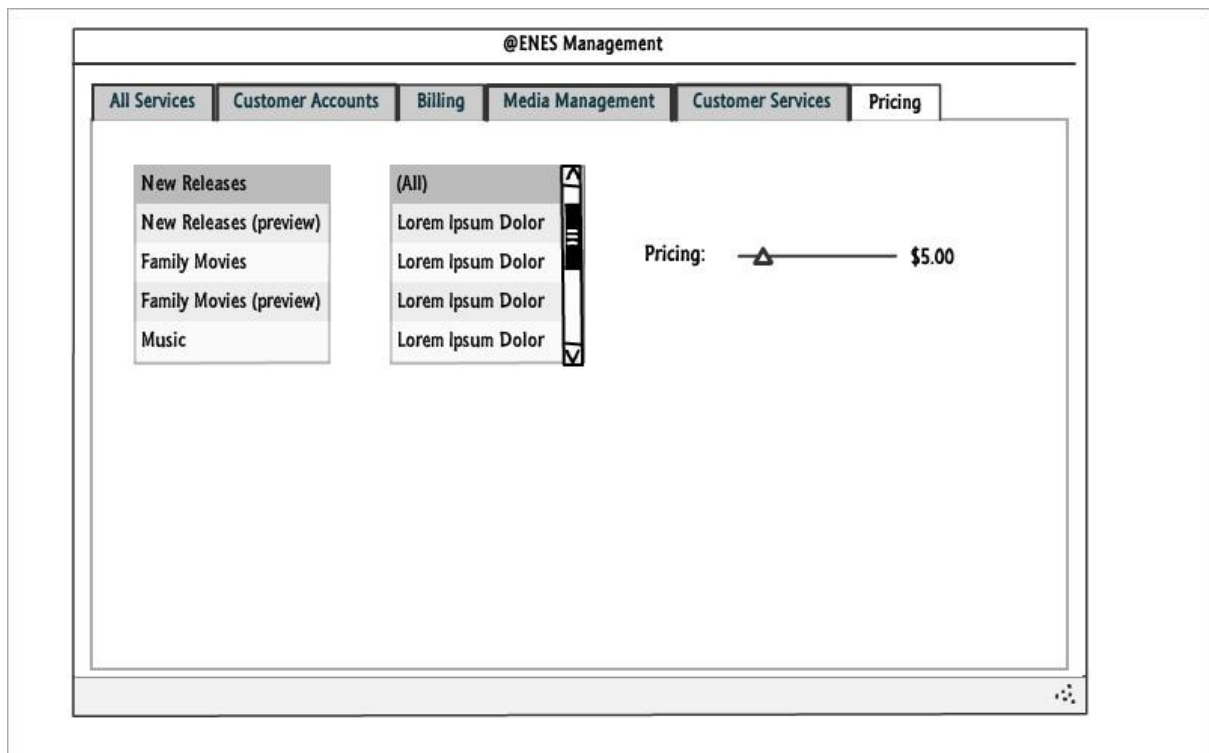 @ENES Management
All Services Customer Accounts Billing Media Management Customer Services Pricing
New Releases
New Releases (preview)
Family Movies
Family Movies (preview)
Music
(All)
Lorem Ipsum Dolor
Lorem Ipsum Dolor
Lorem Ipsum Dolor
Lorem Ipsum Dolor
Pricing: $5.00